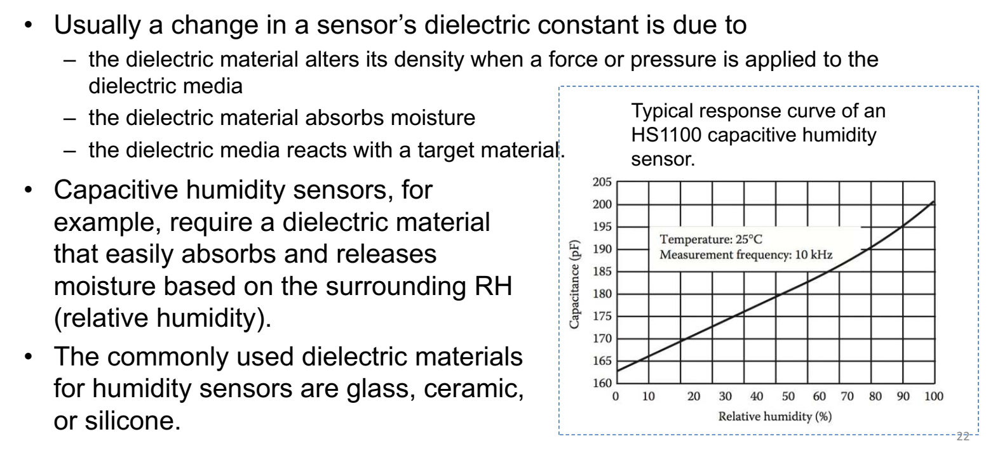 • Usually a change in a sensor’s dielectric constant is due to
– the dielectric material alters its density when a force or pressure is applied to the
dielectric media
– the dielectric material absorbs moisture
– the dielectric media reacts with a target material.
• Capacitive humidity sensors, for
example, require a dielectric material
that easily absorbs and releases
moisture based on the surrounding RH
(relative humidity).
• The commonly used dielectric materials
for humidity sensors are glass, ceramic,
or silicone.
Typical response curve of an
HS1100 capacitive humidity
sensor.
205
200
195
190
185
180
175
170
165
160
Capacitance (pF)
Temperature: 25°C
Measurement frequency: 10 kHz
0 10 20 30 40 50 60 70 80 90 100
Relative humidity (%)
22